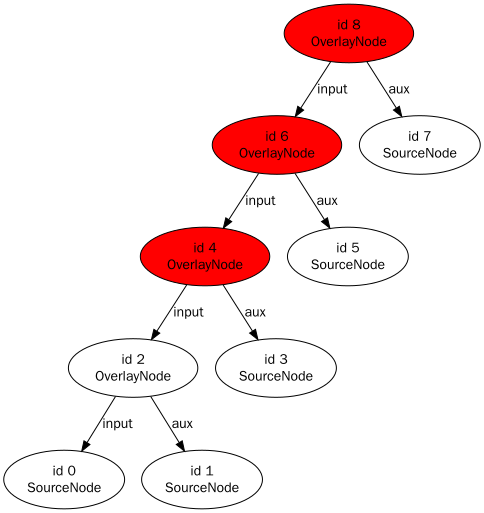 id 8
OverlayNode
input
aux
id 6
OverlayNode
id 7
SourceNode
input
aux
id 4
OverlayNode
id 5
SourceNode
input
aux
id 2
OverlayNode
id 3
SourceNode
input
aux
id 0
SourceNode
id 1
SourceNode